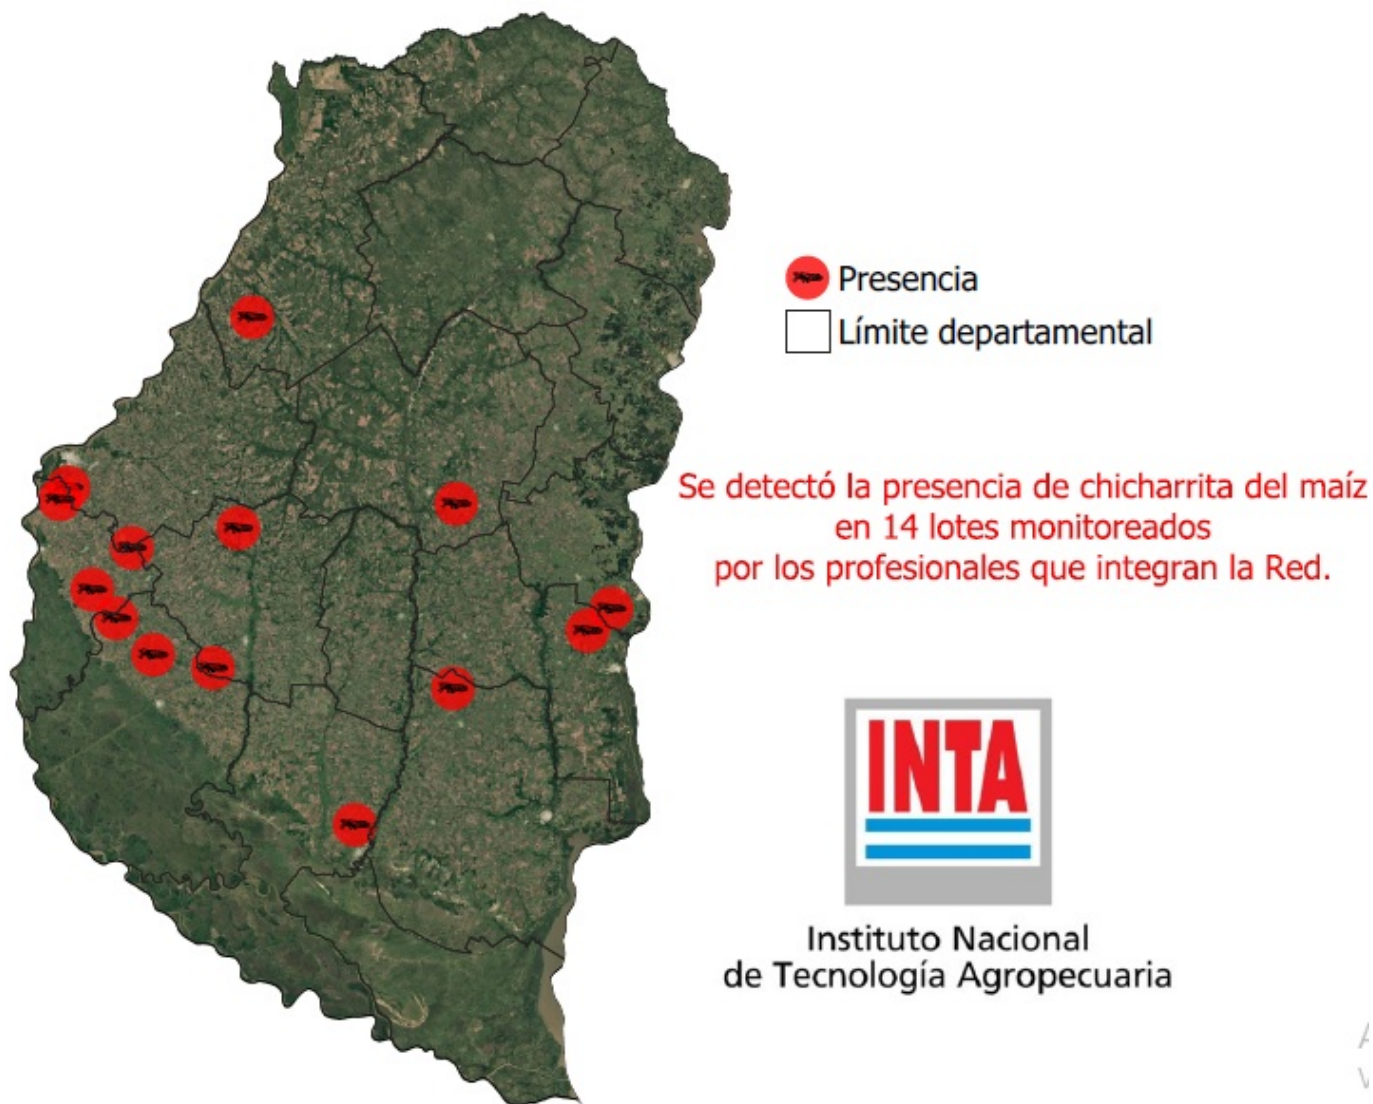 Presencia
Límite departamental
Se detectó la presencia de chicharrita del maíz
en 14 lotes monitoreados
por los profesionales que integran la Red.
INTA
Instituto Nacional
de Tecnología Agropecuaria